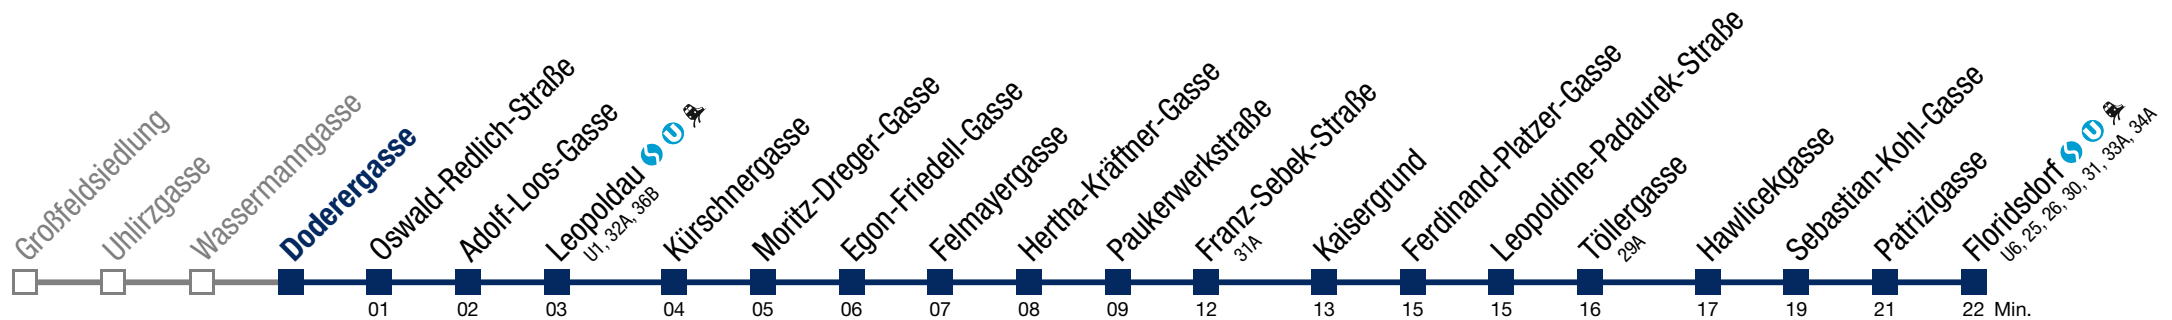 Großfeldsiedlung
Uhlirzgasse
Wassermanngasse
Doderergasse
Oswald-Redlich-Straße
Adolf-Loos-Gasse
Leopoldau
U1, 32A, 36B
Kürschnergasse
Moritz-Dreger-Gasse
Egon-Friedell-Gasse
Felmayergasse
Hertha-Kräftner-Gasse
Paukerwerkstraße
Franz-Sebek-Straße
31A
Kaisergrund
Ferdinand-Platzer-Gasse
Leopoldine-Padaurek-Straße
Töllergasse
29A
Hawlicekgasse
Sebastian-Kohl-Gasse
Patrizigasse
Floridsdorf
U6, 25, 26, 30, 31, 33A, 34A
01 02 03 04 05 06 07 08 09 12 13 15 15 16 17 19 21 22 Min.